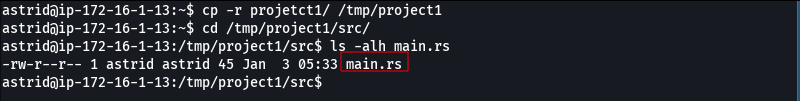 astrid@ip-172-16-1-13:~$ cp -r projetct1/ /tmp/project1
astrid@ip-172-16-1-13:~$ cd /tmp/project1/src/
astrid@ip-172-16-1-13:/tmp/project1/src$ ls -alh main.rs
-rw-r--r-- 1 astrid astrid 45 Jan  3 05:33 main.rs
astrid@ip-172-16-1-13:/tmp/project1/src$